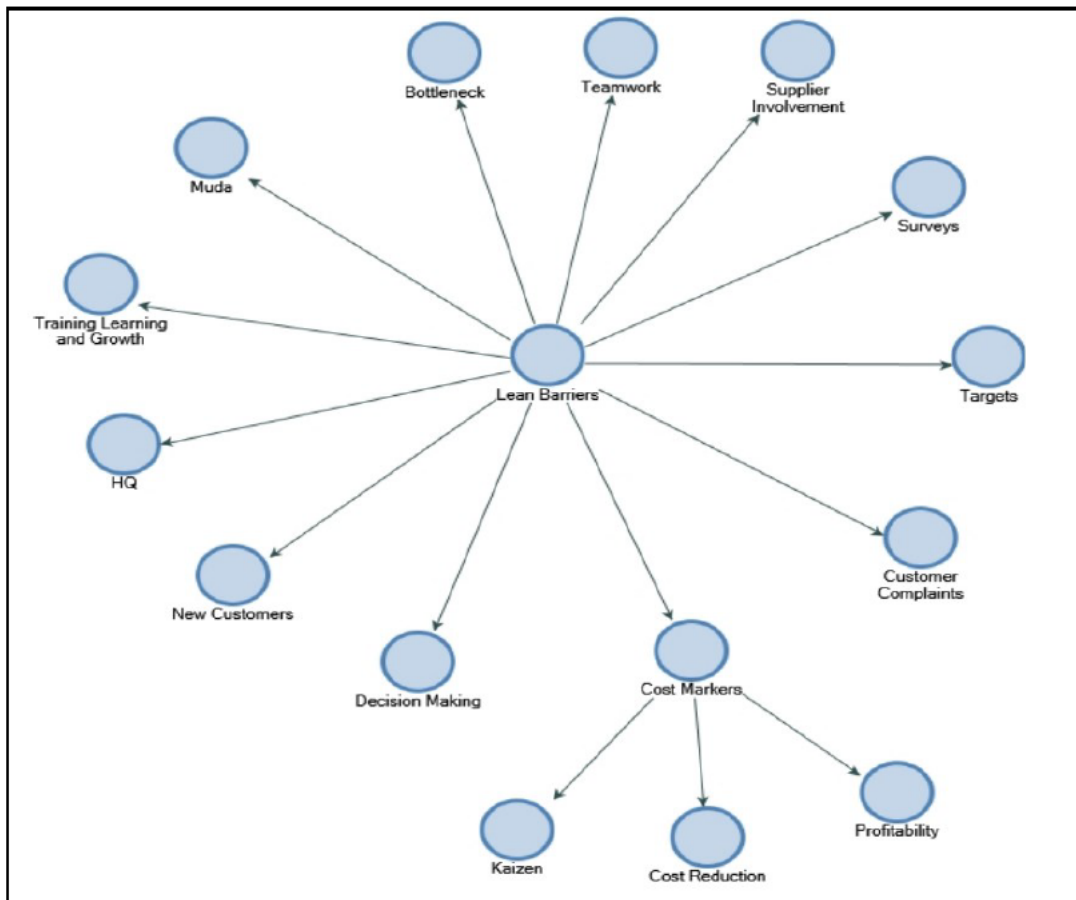 Bottleneck
Teamwork
Supplier
Involvement
Muda
Surveys
Training Learning
and Growth
Lean Barriers
Targets
HQ
New Customers
Customer
Complaints
Decision Making
Cost Markers
Kaizen
Cost Reduction
Profitability